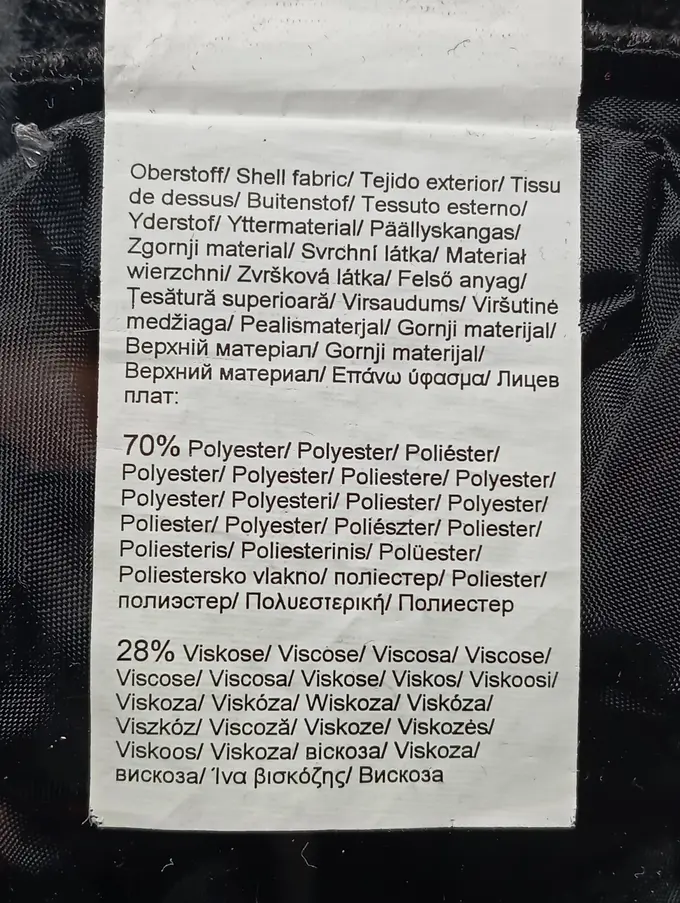 Oberstoff/ Shell fabric/ Tejido exterior/ Tissu
de dessus/ Buitenstof/ Tessuto esterno/
Yderstof/ Yttermaterial/ Päällyskangas/
Zgornji material/ Svrchní látka/ Materiał
wierzchni/ Zvršková látka/ Felső anyag/
Țesătură superioară/ Virsaudums/ Viršutinė
medžiaga/ Pealismaterjal/ Gornji materijal/
Верхній матеріал/ Gornji materijal/
Верхний материал/ Επάνω ύφασμα/ Лицев
плат:
70% Polyester/ Polyester/ Poliéster/
Polyester/ Polyester/ Poliestere/ Polyester/
Polyester/ Polyesteri/ Poliester/ Polyester/
Poliester/ Polyester/ Poliészter/ Poliester/
Poliesteris/ Poliesterinis/ Polüester/
Poliestersko vlakno/ поліестер/ Poliester/
полиэстер/ Πολυεστερική/ Полиестер
28% Viskose/ Viscose/ Viscosa/ Viscose/
Viscose/ Viscosa/ Viskose/ Viskos/ Viskoosi/
Viskoza/ Viskóza/ Wiskoza/ Viskóza/
Viszkóz/ Viscoză/ Viskoze/ Viskozės/
Viskoos/ Viskoza/ віскоза/ Viskoza/
вискоза/ Ίνα βισκόζης/ Вискоза